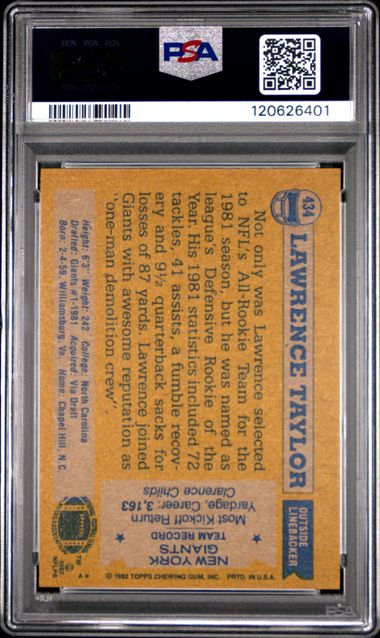 PSA
120626401
434
LAWRENCE TAYLOR
OUTSIDE
LINEBACKER
Not only was Lawrence selected
to NFL's All-Rookie Team for the
1981 season, but he was named as
league's Defensive Rookie of the
Year. His 1981 statistics included 72
tackles, 41 assists, a fumble recov-
ery and 9½ quarterback sacks for
losses of 87 yards. Lawrence joined
Giants with awesome reputation as
"one-man demolition crew".
NEW YORK
GIANTS
TEAM RECORD
Most Kickoff Return
Yardage, Career: 3,163
Clarence Childs
Height: 6'3" Weight: 242 College: North Carolina
Drafted: Giants #1-1981 Acquired: Via Draft
Born: 2-4-59, Williamsburg, Va. Home: Chapel Hill, N.C.
TM
© 1982
NFLPA
A*
© 1982 TOPPS CHEWING GUM, INC. PRTD. IN U.S.A.